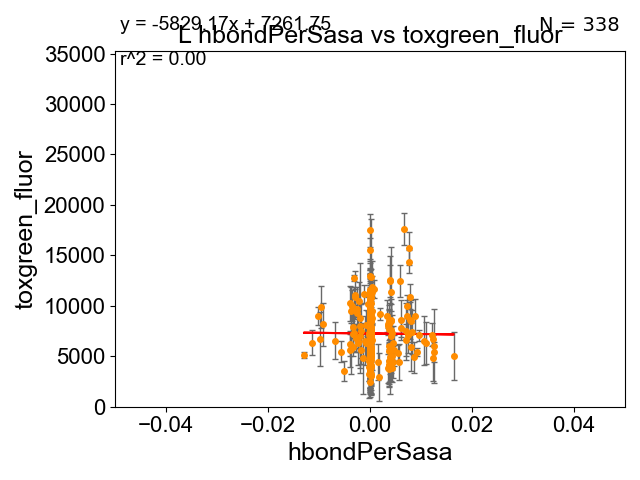 y = -5829.17x + 7261.75
N = 338
L hbondPerSasa vs toxgreen_fluor
r^2 = 0.00
35000
30000
25000
20000
15000
10000
5000
0
toxgreen_fluor
−0.04
−0.02
0.00
0.02
0.04
hbondPerSasa